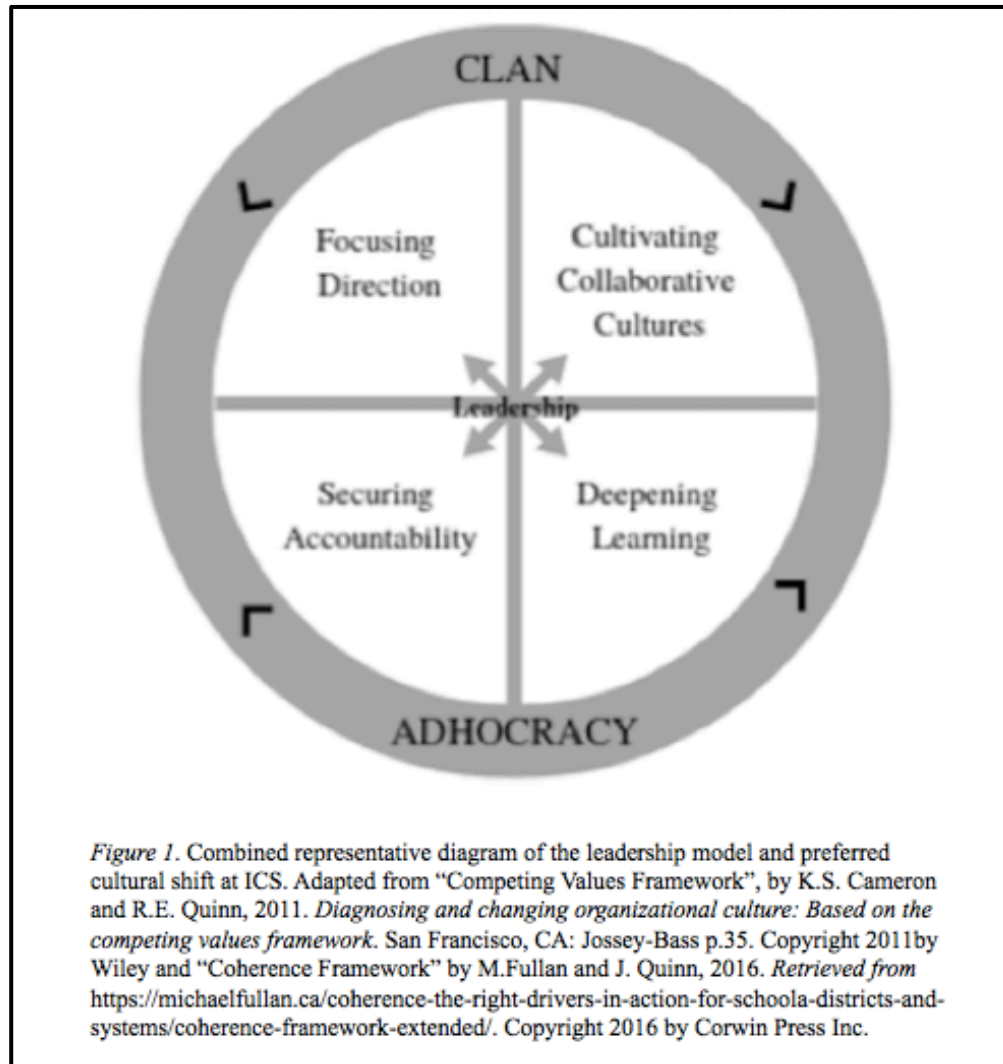 CLAN
Focusing
Direction
Cultivating
Collaborative
Cultures
Leadership
Securing
Accountability
Deepening
Learning
ADHOCRACY
Figure 1. Combined representative diagram of the leadership model and preferred
cultural shift at ICS. Adapted from “Competing Values Framework”, by K.S. Cameron
and R.E. Quinn, 2011. Diagnosing and changing organizational culture: Based on the
competing values framework. San Francisco, CA: Jossey-Bass p.35. Copyright 2011by
Wiley and “Coherence Framework” by M.Fullan and J. Quinn, 2016. Retrieved from
https://michaelfullan.ca/coherence-the-right-drivers-in-action-for-schoola-districts-and-
systems/coherence-framework-extended/. Copyright 2016 by Corwin Press Inc.